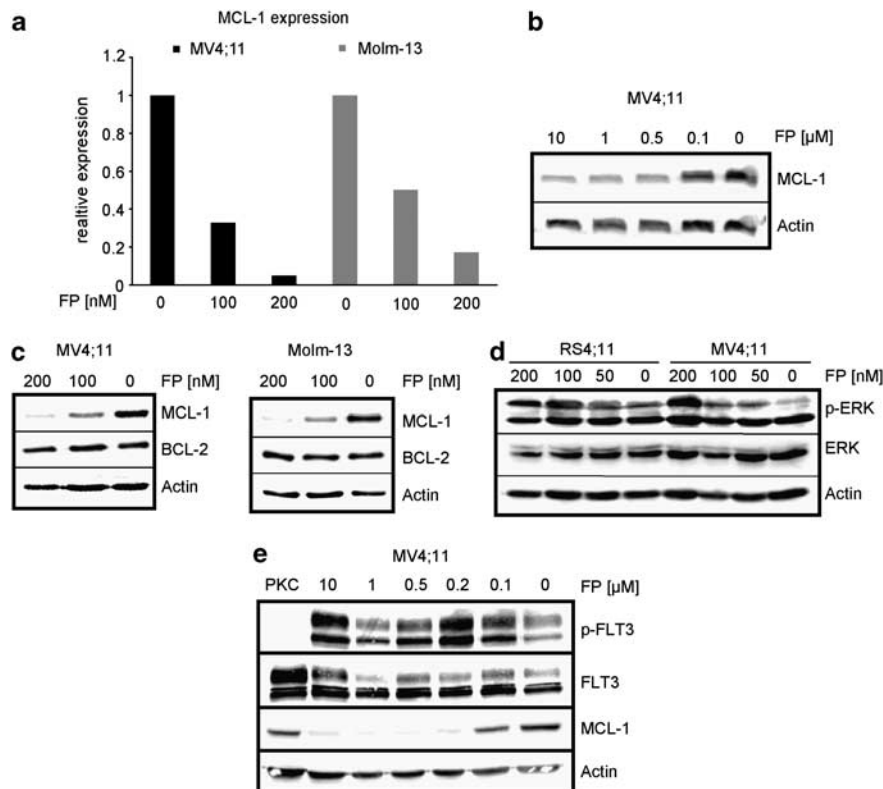 a
MCL-1 expression
MV4;11 Molm-13
realtive expression
1.2
1
0.8
0.6
0.4
0.2
0
FP [nM] 0 100 200 0 100 200
b
MV4;11
10 1 0.5 0.1 0 FP [µM]
MCL-1
Actin
c
MV4;11
200 100 0 FP [nM]
MCL-1
BCL-2
Actin
Molm-13
200 100 0 FP [nM]
MCL-1
BCL-2
Actin
d
RS4;11 MV4;11
200 100 50 0 200 100 50 0 FP [nM]
p-ERK
ERK
Actin
e
MV4;11
PKC 10 1 0.5 0.2 0.1 0 FP [µM]
p-FLT3
FLT3
MCL-1
Actin